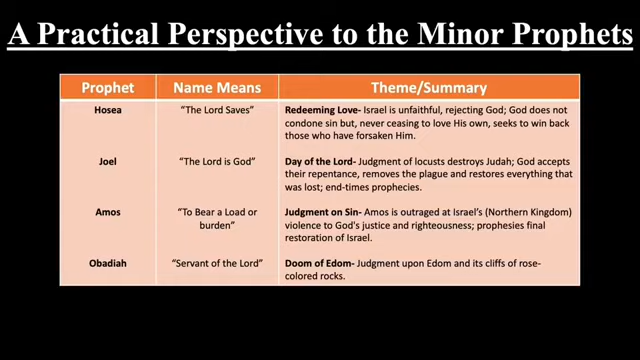 A Practical Perspective to the Minor Prophets
Prophet Name Means Theme/Summary
Hosea "The Lord Saves" Redeeming Love- Israel is unfaithful, rejecting God; God does not
condone sin but, never ceasing to love His own, seeks to win back
those who have forsaken Him.
Joel "The Lord is God" Day of the Lord- Judgment of locusts destroys Judah; God accepts
their repentance, removes the plague and restores everything that
was lost; end-times prophecies.
Amos "To Bear a Load or Judgment on Sin- Amos is outraged at Israel's (Northern Kingdom)
burden" violence to God's justice and righteousness; prophesies final
restoration of Israel.
Obadiah "Servant of the Lord" Doom of Edom- Judgment upon Edom and its cliffs of rose-
colored rocks.